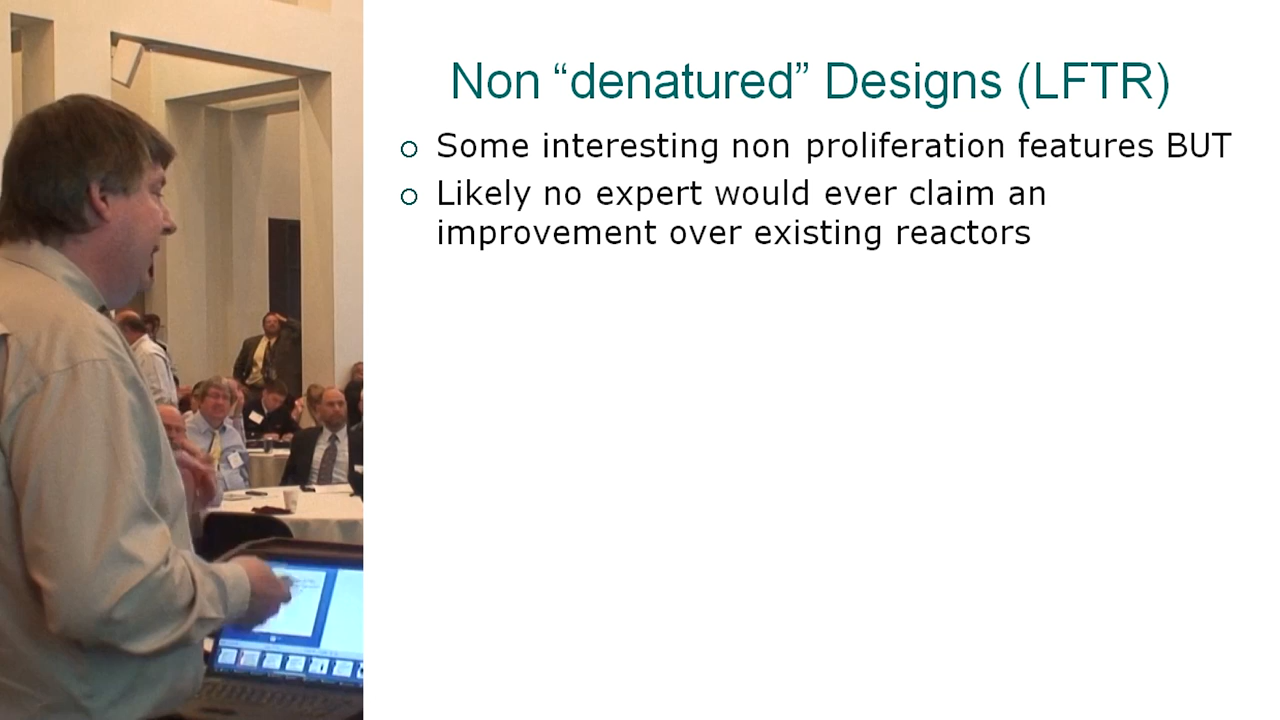 Non “denatured” Designs (LFTR)
Some interesting non proliferation features BUT
Likely no expert would ever claim an
improvement over existing reactors